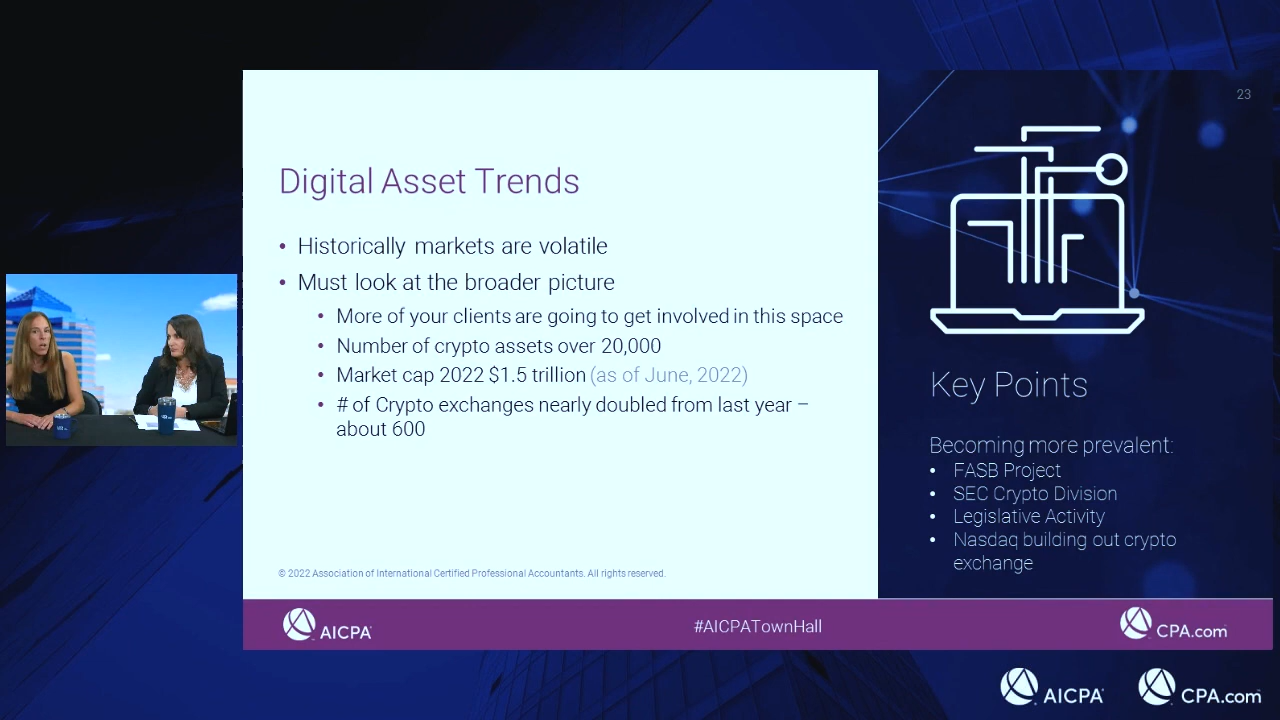 23
Digital Asset Trends
• Historically markets are volatile
• Must look at the broader picture
• More of your clients are going to get involved in this space
• Number of crypto assets over 20,000
• Market cap 2022 $1.5 trillion (as of June, 2022)
• # of Crypto exchanges nearly doubled from last year –
about 600
© 2022 Association of International Certified Professional Accountants. All rights reserved.
Key Points
Becoming more prevalent:
• FASB Project
• SEC Crypto Division
• Legislative Activity
• Nasdaq building out crypto
exchange
AICPA
#AICPATownHall
CPA.com
AICPA
CPA.com